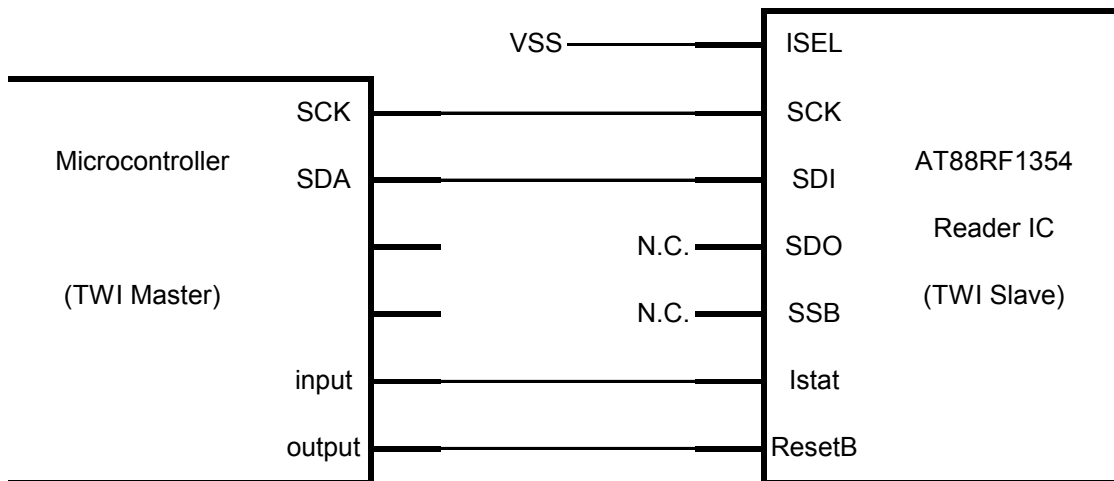 VSS
ISEL
SCK
SCK
Microcontroller
AT88RF1354
SDA
SDI
Reader IC
N.C.
SDO
(TWI Master)
(TWI Slave)
N.C.
SSB
input
Istat
output
ResetB